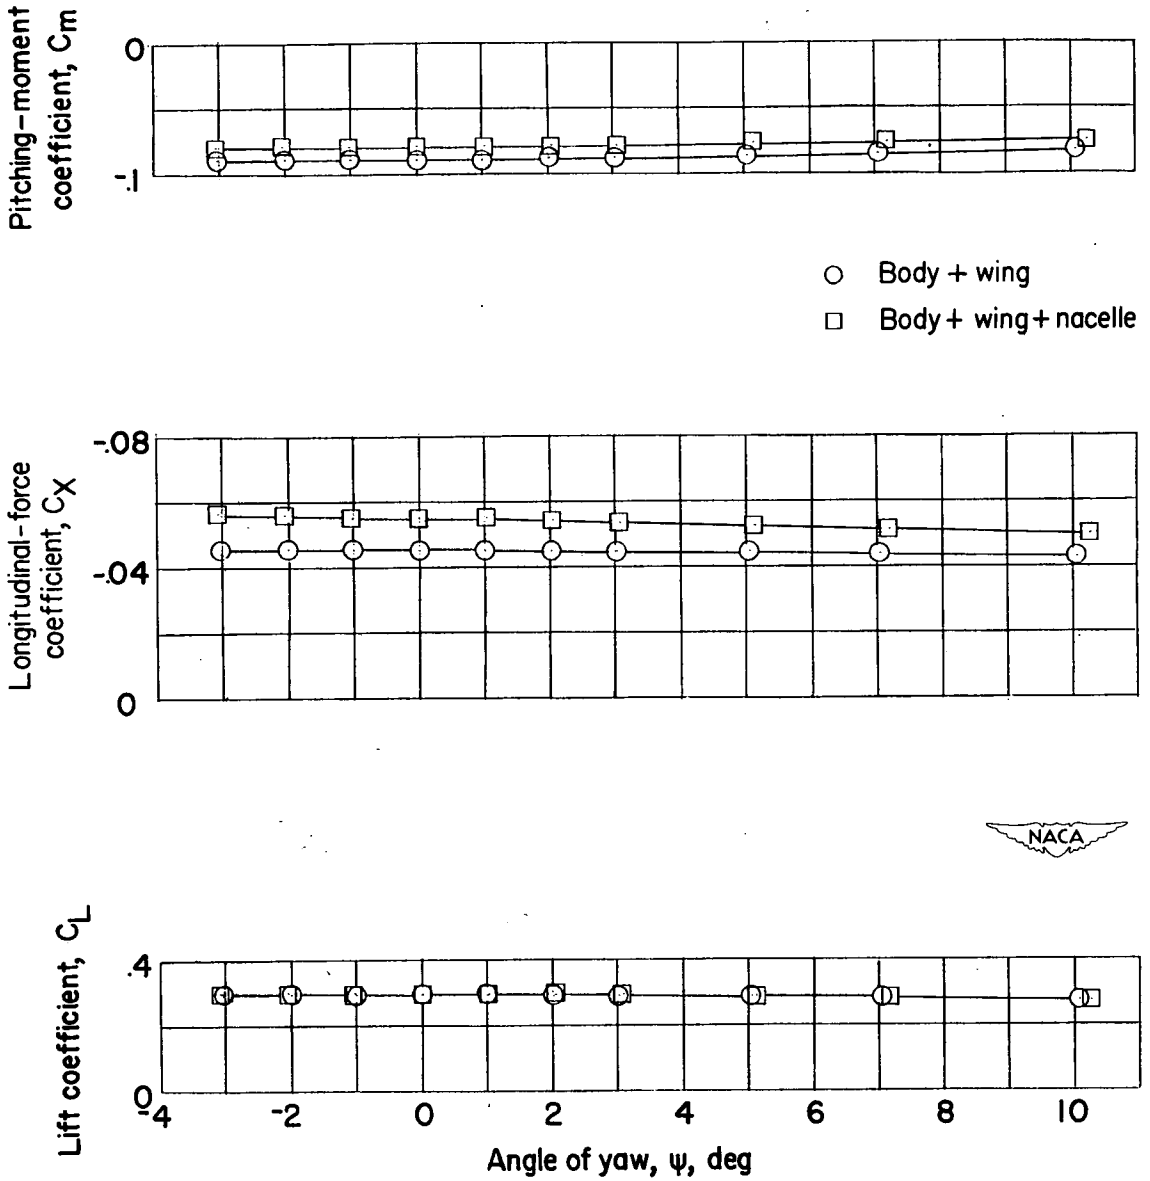 Pitching-moment
coefficient, Cm
0
-.1
Body + wing
Body + wing + nacelle
Longitudinal-force
coefficient, CX
-.08
-.04
0
NACA
Lift coefficient, CL
.4
0
-4 -2 0 2 4 6 8 10
Angle of yaw, ψ, deg